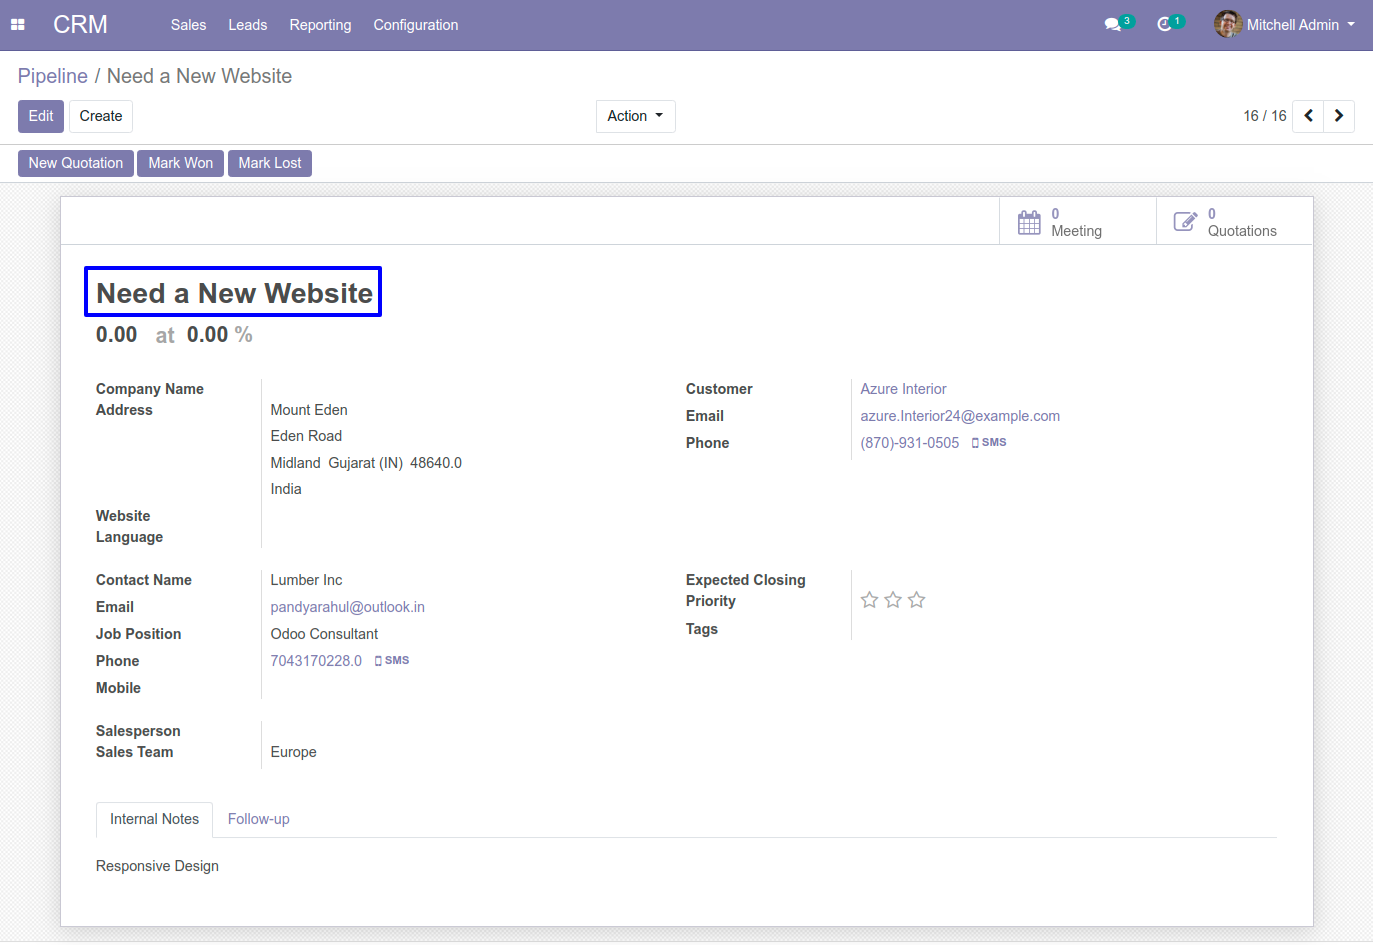 CRM Sales Leads Reporting Configuration 3 1 Mitchell Admin
Pipeline / Need a New Website
Edit Create Action 16 / 16
New Quotation Mark Won Mark Lost
0 Meeting
0 Quotations
Need a New Website
0.00 at 0.00 %
Company Name
Address Mount Eden
Eden Road
Midland Gujarat (IN) 48640.0
India
Website
Language
Customer Azure Interior
Email azure.Interior24@example.com
Phone (870)-931-0505 SMS
Contact Name Lumber Inc
Email pandyarahul@outlook.in
Job Position Odoo Consultant
Phone 7043170228.0 SMS
Mobile
Expected Closing
Priority
Tags
Salesperson
Sales Team Europe
Internal Notes Follow-up
Responsive Design